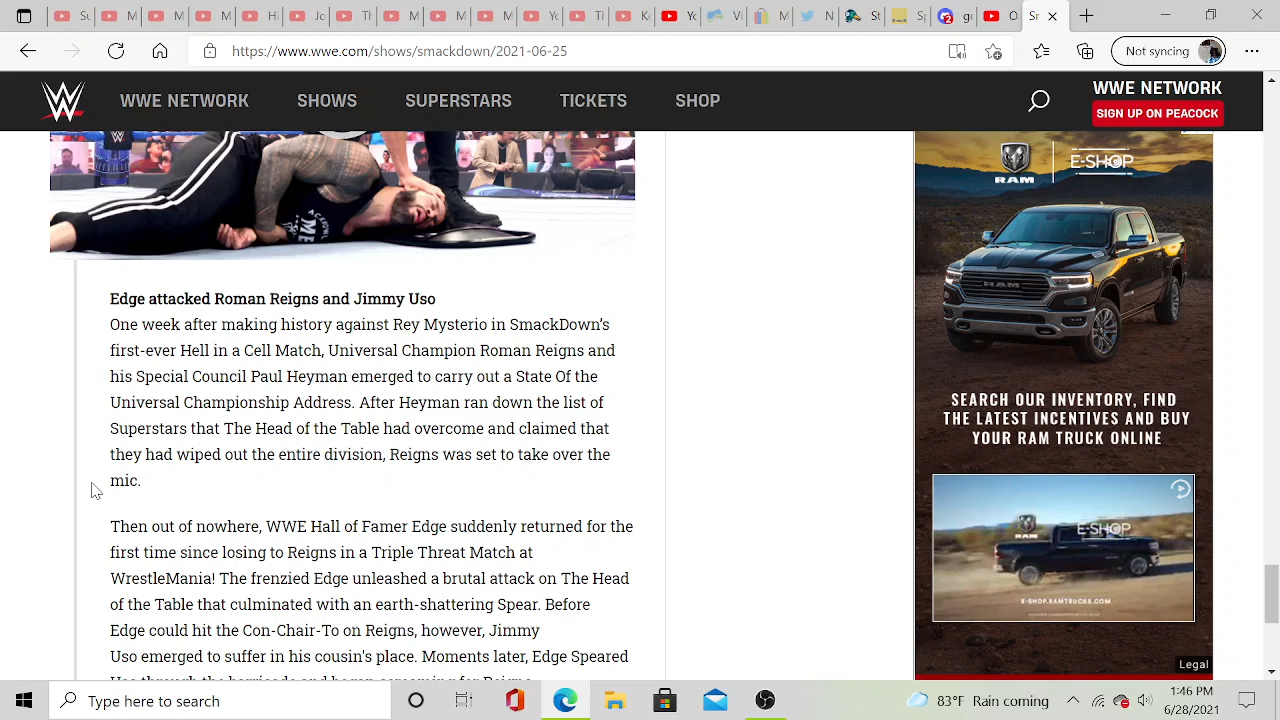 https://www.wwe.com/shows/smackdown/2021-06-25
Not syncing
WWE NETWORK
SHOWS
SUPERSTARS
TICKETS
SHOP
WWE NETWORK
SIGN UP ON PEACOCK
Edge attacked Roman Reigns and Jimmy Uso
One week after making history against Rey Mysterio in SmackDown’s
first-ever Hell in a Cell Match, Universal Champion Roman Reigns and
his Special Council Paul Heyman emerged to carry out a State Of the
Universal Championship Address. After Heyman ran down the list of
Superstars that The Head of the Table had overcome and claimed that
they had wiped out the entire division, Reigns was set to take over the
mic.
Then out of nowhere, WWE Hall of Famer Edge suddenly returned for the
first time since losing to Reigns in a Triple Threat Match at
WrestleMania! The frenzied Edge unleashed a brutal attack on The Head
of the Table that culminated with an earth-shattering Spear. Before
Edge could hit the Con-Chair-To on Reigns, however, Jimmy
Uso emerged to suffer in his cousin's place. Moments later, Edge Speared
RAM
E-SHOP
SEARCH OUR INVENTORY, FIND
THE LATEST INCENTIVES AND BUY
YOUR RAM TRUCK ONLINE
RAM
E-SHOP
E-SHOP.RAMTRUCKS.COM
Legal
Type here to search
83°F Rain coming
1:46 PM
6/28/2021